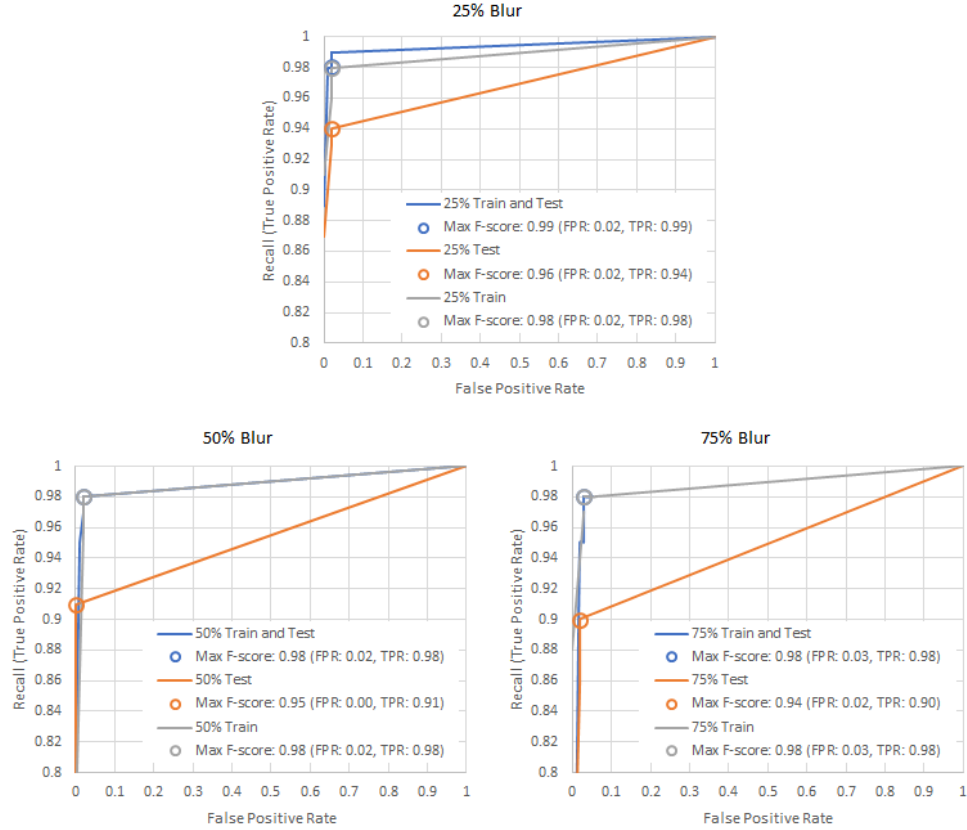 25% Blur
1
0.98
0.96
0.94
0.92
0.9
0.88
0.86
0.84
0.82
0.8
Recall (True Positive Rate)
25% Train and Test
Max F-score: 0.99 (FPR: 0.02, TPR: 0.99)
25% Test
Max F-score: 0.96 (FPR: 0.02, TPR: 0.94)
25% Train
Max F-score: 0.98 (FPR: 0.02, TPR: 0.98)
0 0.1 0.2 0.3 0.4 0.5 0.6 0.7 0.8 0.9 1
False Positive Rate
50% Blur
1
0.98
0.96
0.94
0.92
0.9
0.88
0.86
0.84
0.82
0.8
Recall (True Positive Rate)
50% Train and Test
Max F-score: 0.98 (FPR: 0.02, TPR: 0.98)
50% Test
Max F-score: 0.95 (FPR: 0.00, TPR: 0.91)
50% Train
Max F-score: 0.98 (FPR: 0.02, TPR: 0.98)
0 0.1 0.2 0.3 0.4 0.5 0.6 0.7 0.8 0.9 1
False Positive Rate
75% Blur
1
0.98
0.96
0.94
0.92
0.9
0.88
0.86
0.84
0.82
0.8
Recall (True Positive Rate)
75% Train and Test
Max F-score: 0.98 (FPR: 0.03, TPR: 0.98)
75% Test
Max F-score: 0.94 (FPR: 0.02, TPR: 0.90)
75% Train
Max F-score: 0.98 (FPR: 0.03, TPR: 0.98)
0 0.1 0.2 0.3 0.4 0.5 0.6 0.7 0.8 0.9 1
False Positive Rate